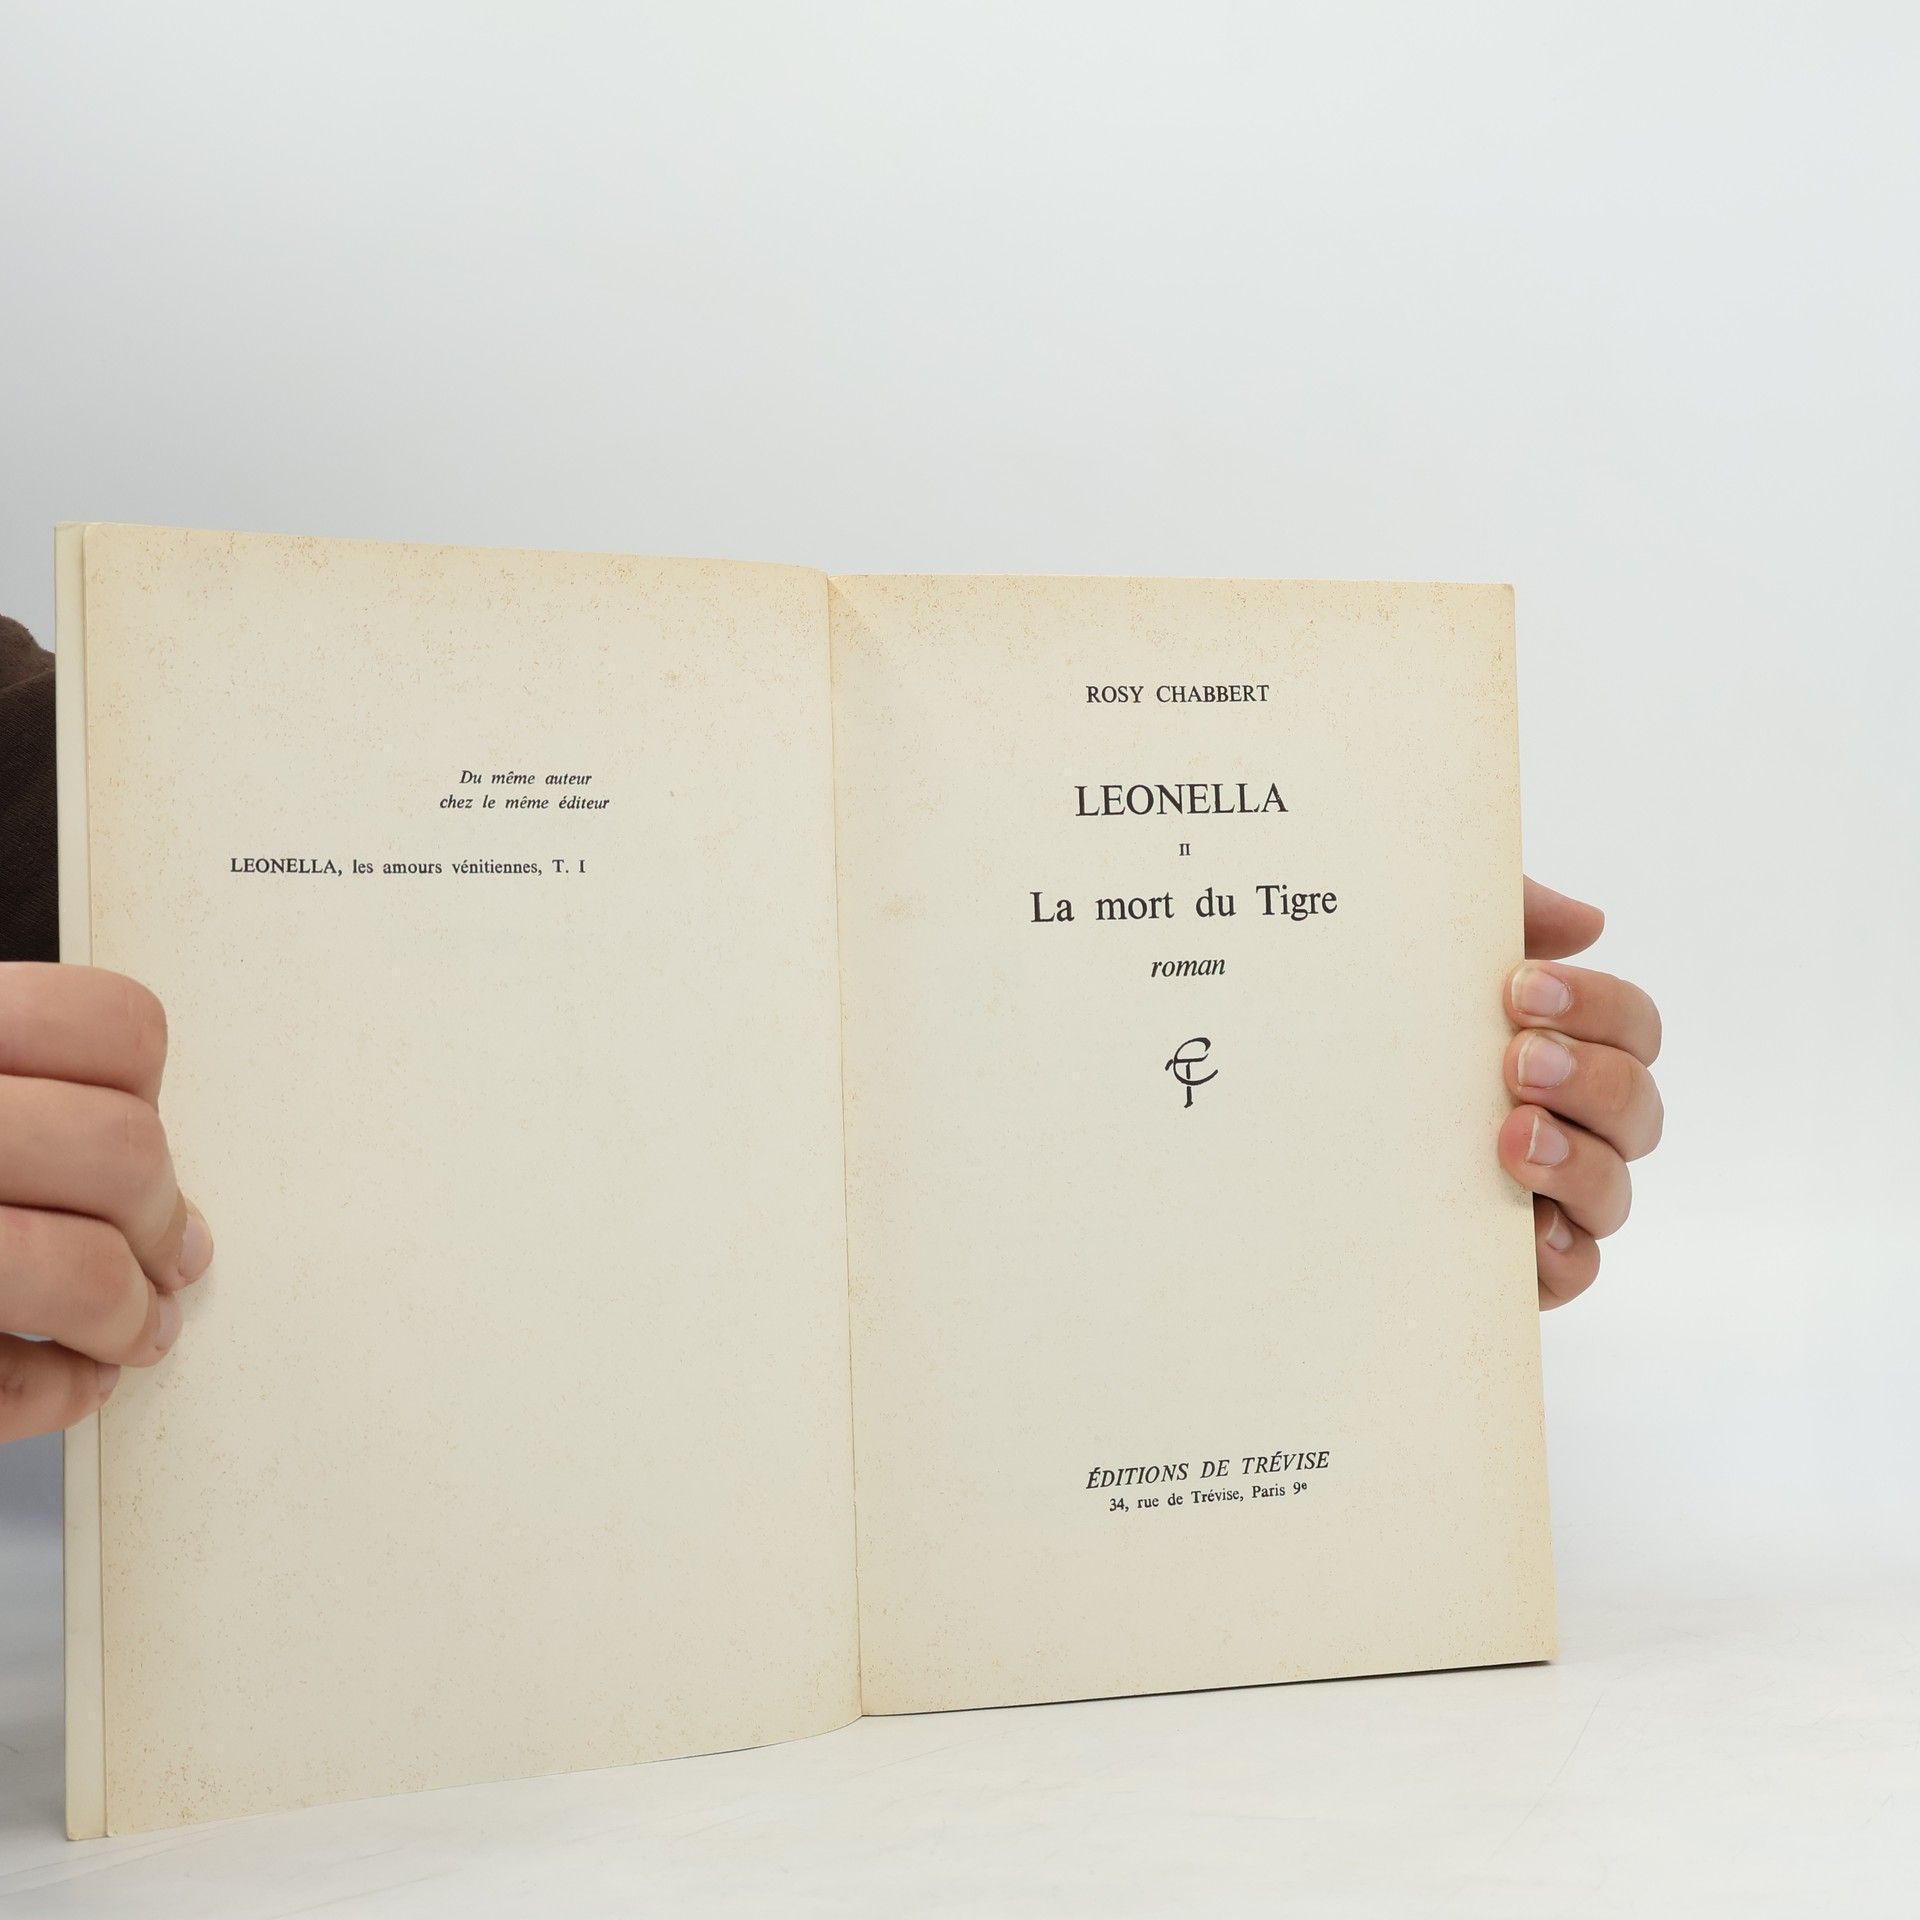 Du même auteur
chez le même éditeur
LEONELLA, les amours vénitiennes, T. I
ROSY CHABBERT
LEONELLA
II
La mort du Tigre
roman
ÉDITIONS DE TRÉVISE
34, rue de Trévise, Paris 9e